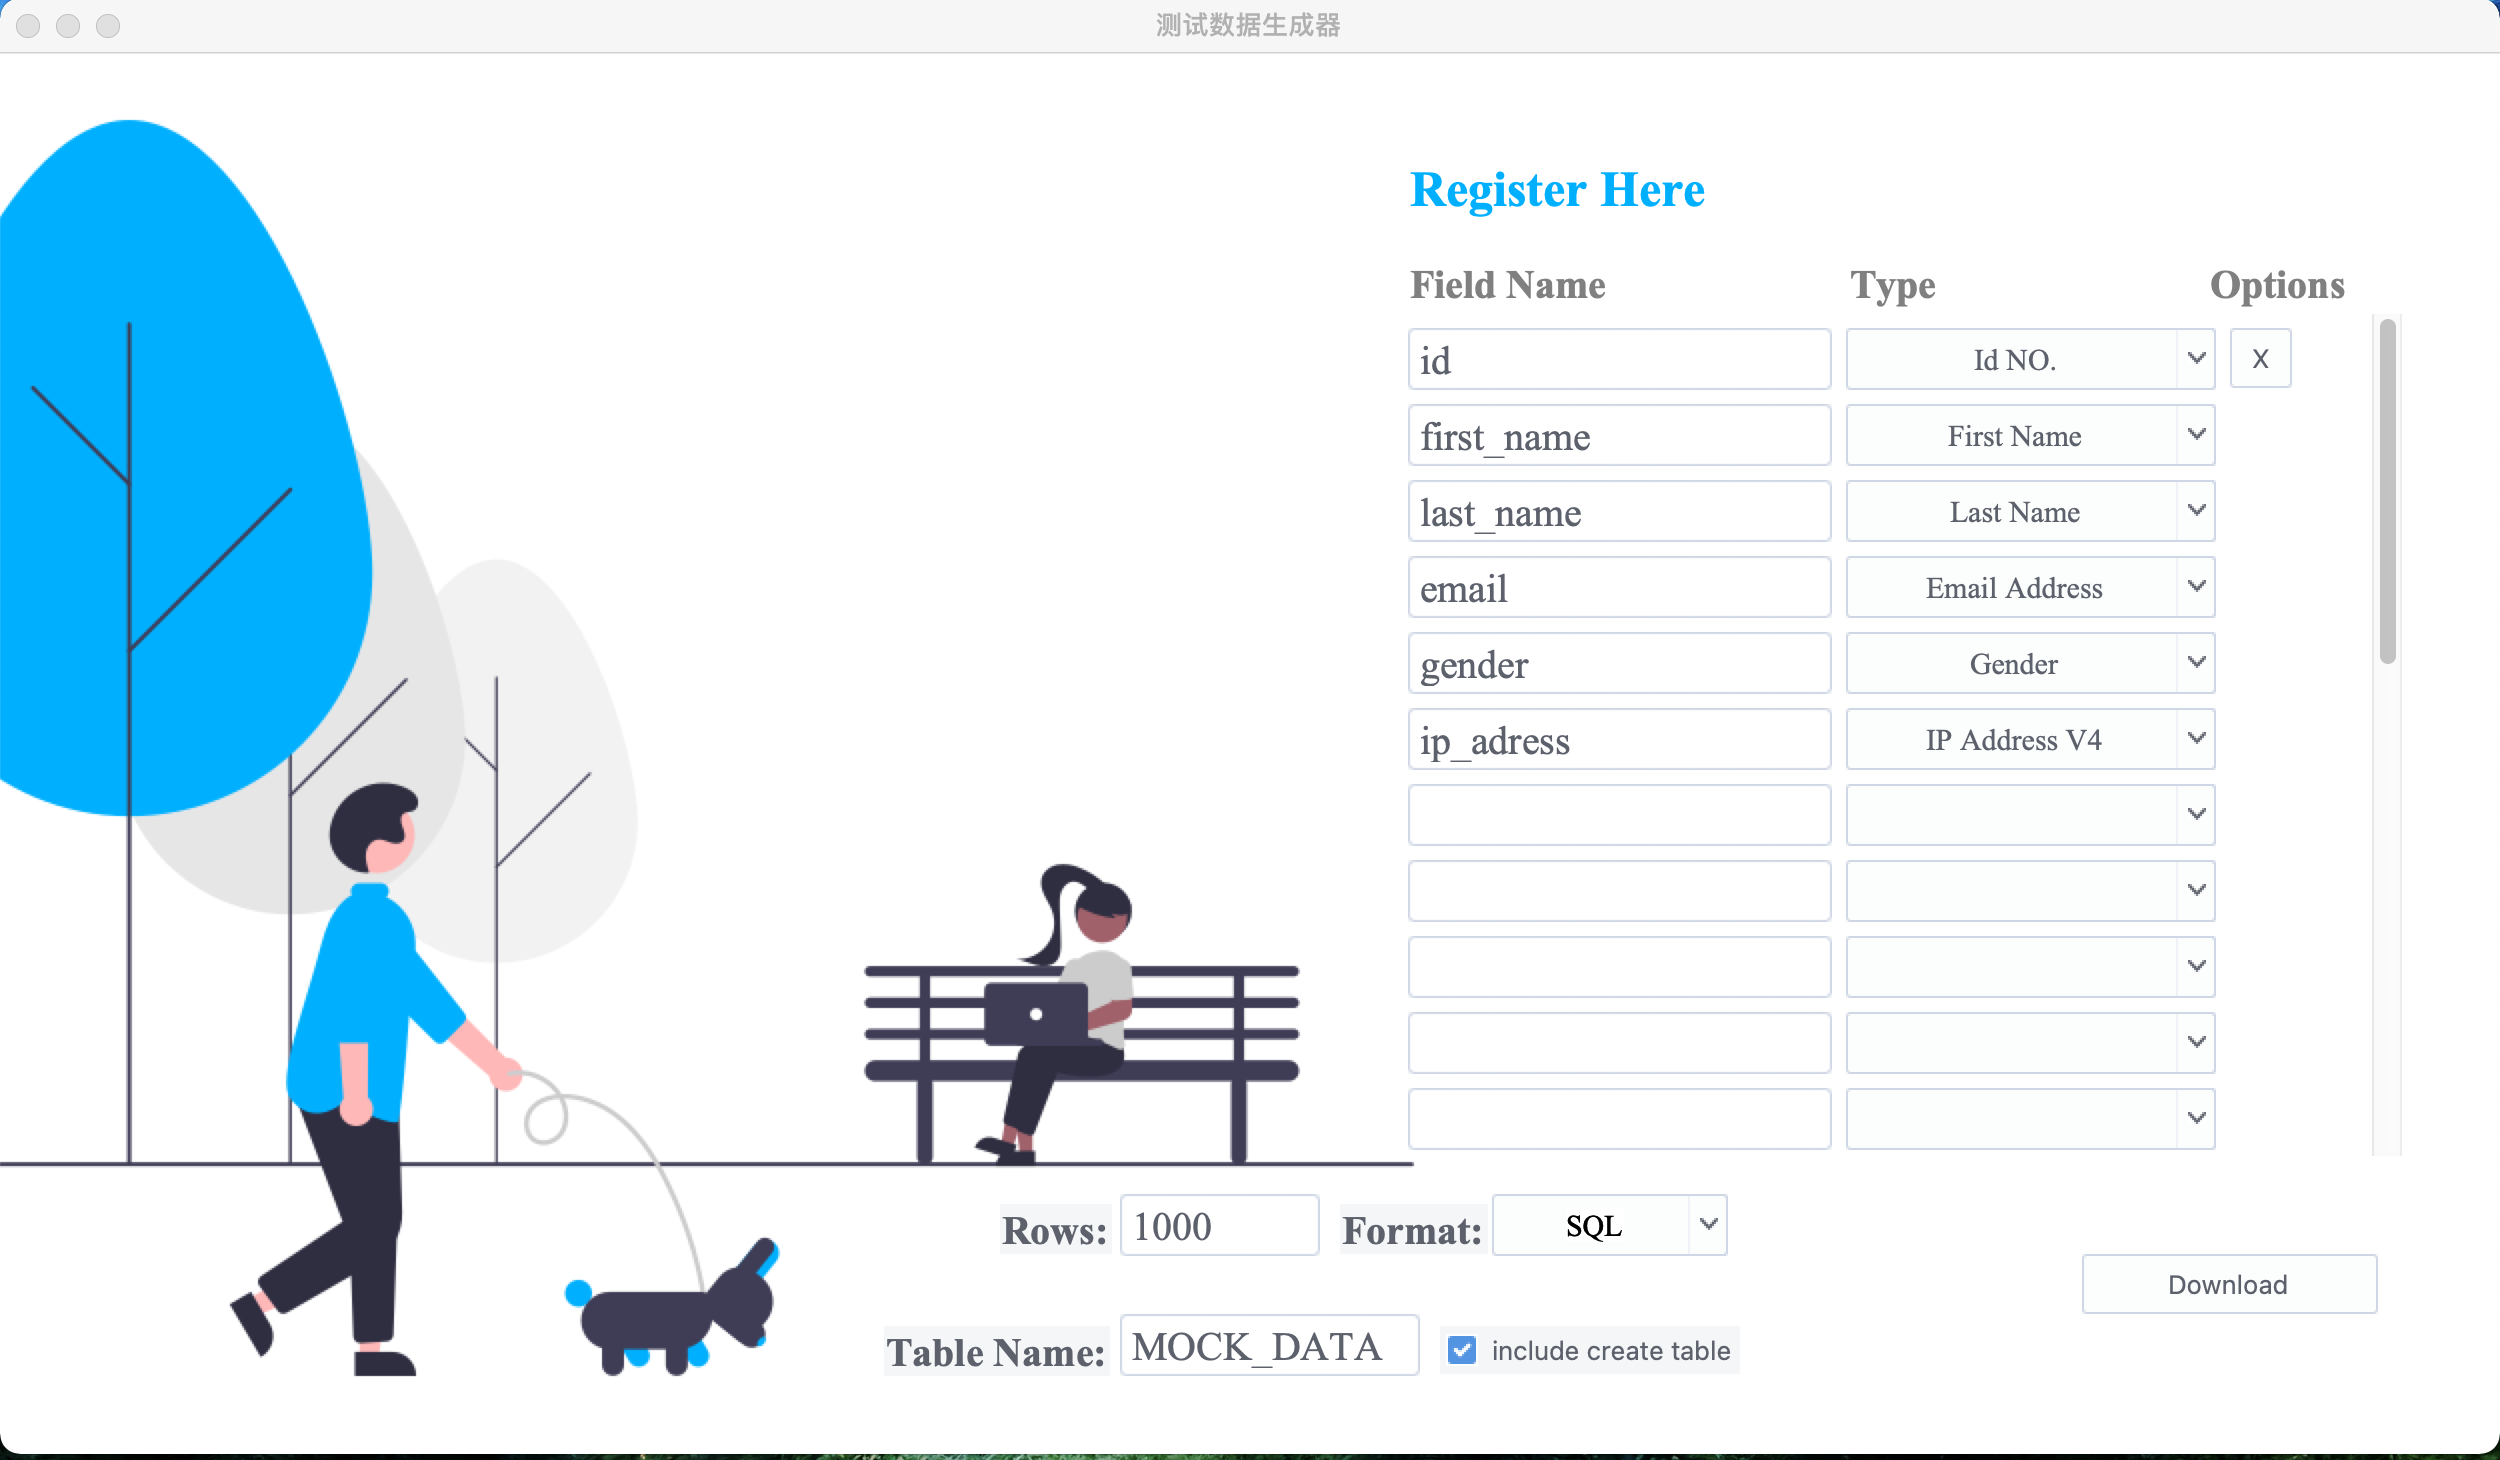 测试数据生成器
Register Here
Field Name Type Options
id Id NO. X
first_name First Name
last_name Last Name
email Email Address
gender Gender
ip_adress IP Address V4
Rows: 1000 Format: SQL
Download
Table Name: MOCK_DATA include create table